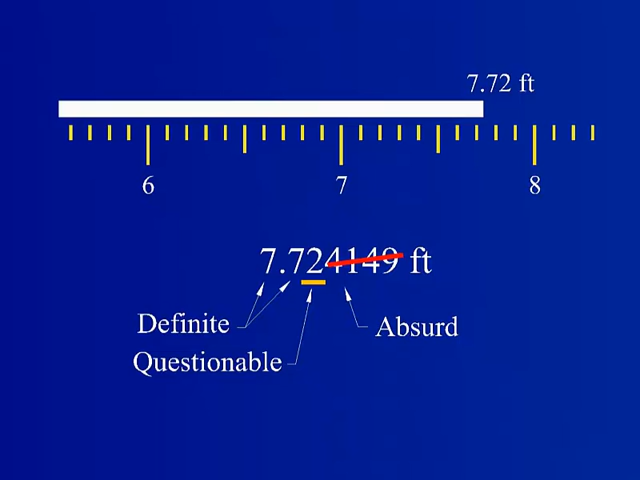 7.72 ft
6 7 8
7.724149 ft
Definite
Absurd
Questionable